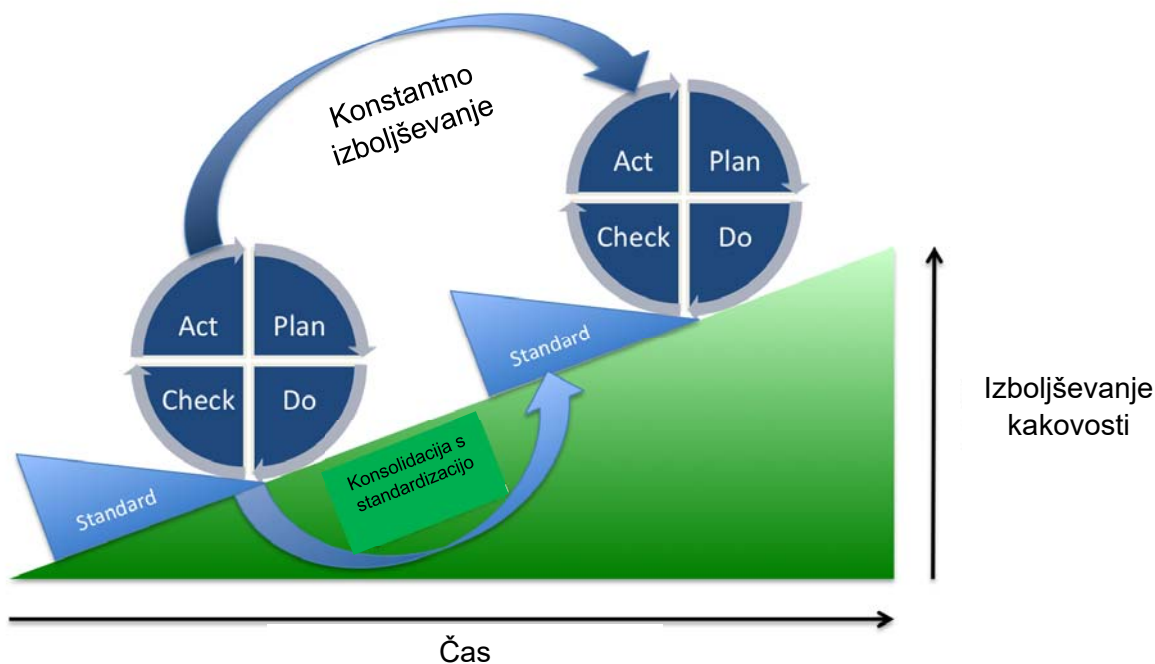 Konstantno
izboljševanje
Act
Plan
Check
Do
Act
Plan
Check
Do
Standard
Standard
Konsolidacija s
standardizacijo
Izboljševanje
kakovosti
Čas